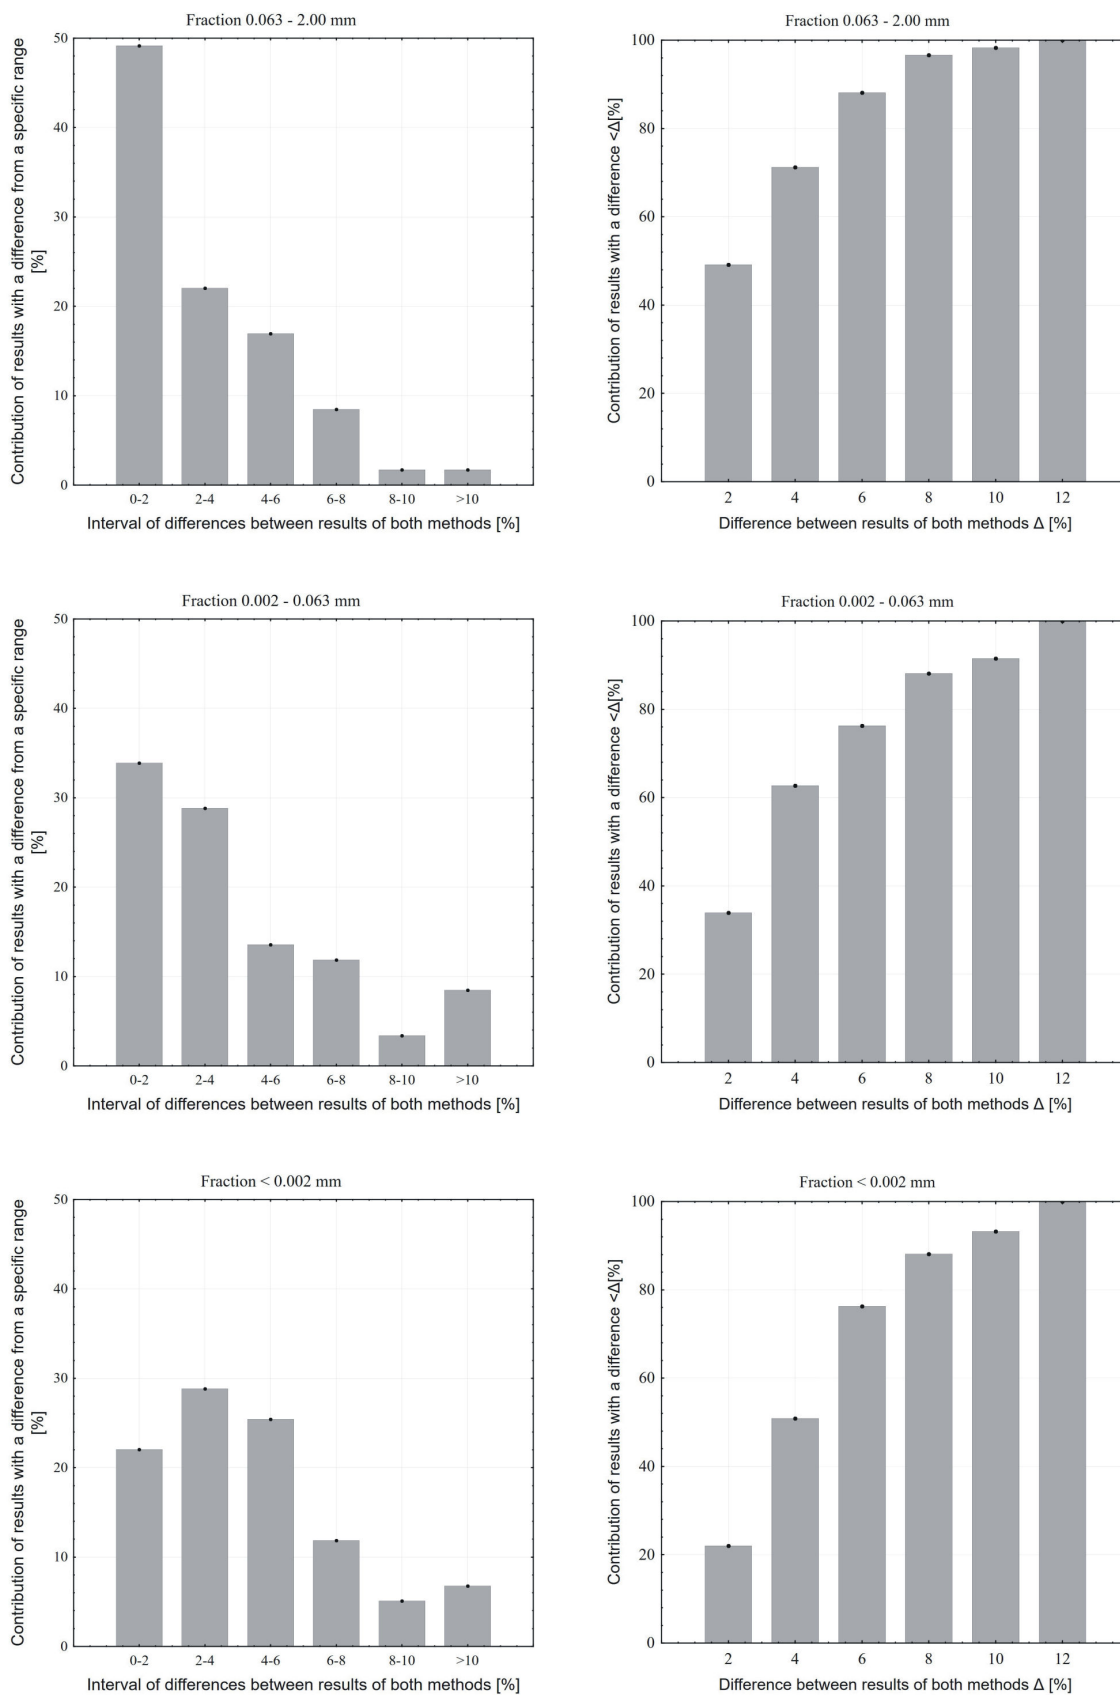 Fraction 0.063 - 2.00 mm
Contribution of results with a difference from a specific range
[%]
50
40
30
20
10
0
0-2 2-4 4-6 6-8 8-10 >10
Interval of differences between results of both methods [%]
Fraction 0.063 - 2.00 mm
Contribution of results with a difference <Δ[%]
100
80
60
40
20
0
2 4 6 8 10 12
Difference between results of both methods Δ [%]
Fraction 0.002 - 0.063 mm
Contribution of results with a difference from a specific range
[%]
50
40
30
20
10
0
0-2 2-4 4-6 6-8 8-10 >10
Interval of differences between results of both methods [%]
Fraction 0.002 - 0.063 mm
Contribution of results with a difference <Δ[%]
100
80
60
40
20
0
2 4 6 8 10 12
Difference between results of both methods Δ [%]
Fraction < 0.002 mm
Contribution of results with a difference from a specific range
[%]
50
40
30
20
10
0
0-2 2-4 4-6 6-8 8-10 >10
Interval of differences between results of both methods [%]
Fraction < 0.002 mm
Contribution of results with a difference <Δ[%]
100
80
60
40
20
0
2 4 6 8 10 12
Difference between results of both methods Δ [%]